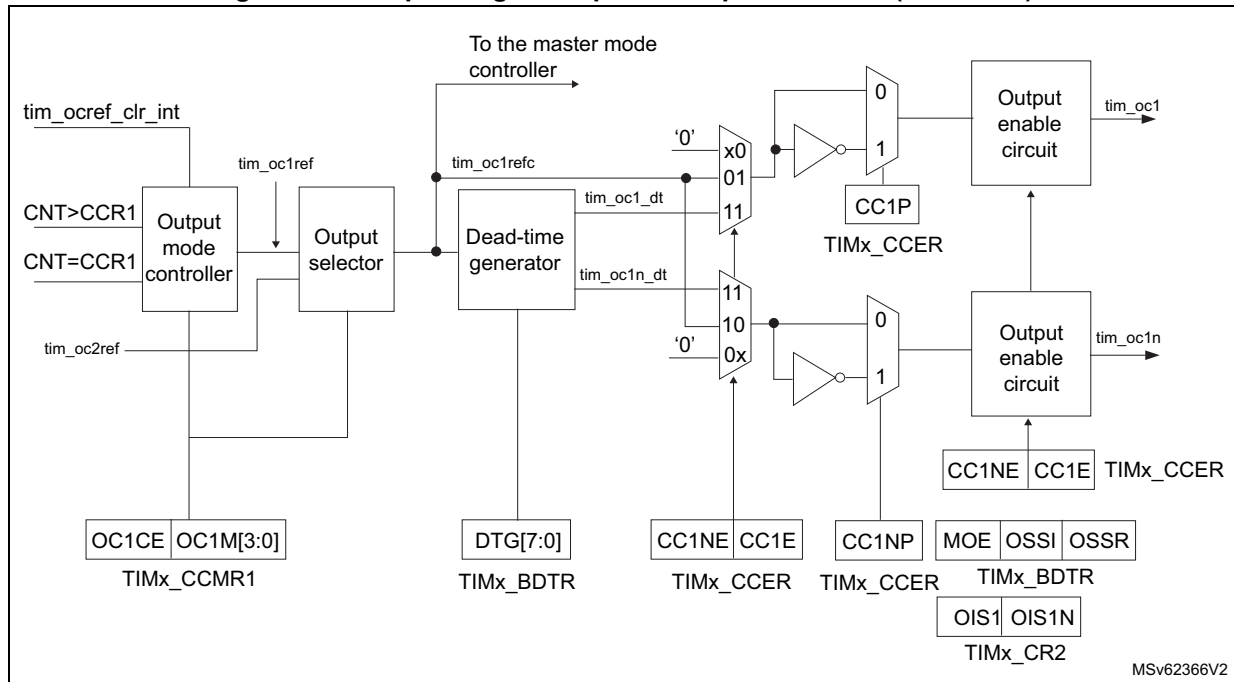 To the master mode
controller
tim_ocref_clr_int
tim_oc1ref
CNT>CCR1
CNT=CCR1
Output
mode
controller
tim_oc2ref
Output
selector
tim_oc1refc
Dead-time
generator
tim_oc1_dt
tim_oc1n_dt
‘0’
x0
01
11
11
10
0x
‘0’
0
1
CC1P
TIMx_CCER
0
1
Output
enable
circuit
tim_oc1
Output
enable
circuit
tim_oc1n
CC1NE CC1E TIMx_CCER
OC1CE OC1M[3:0]
TIMx_CCMR1
DTG[7:0]
TIMx_BDTR
CC1NE CC1E
TIMx_CCER
CC1NP
TIMx_CCER
MOE OSSI OSSR
TIMx_BDTR
OIS1 OIS1N
TIMx_CR2
MSv62366V2